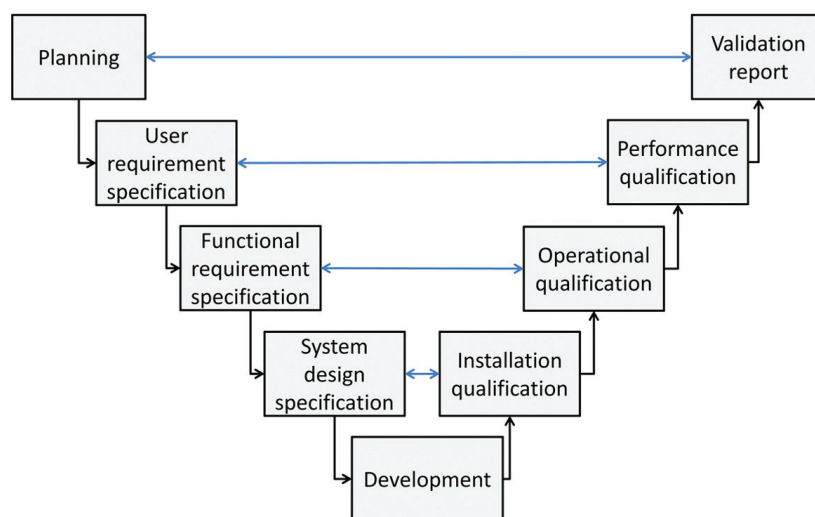 Planning
Validation
report
User
requirement
specification
Performance
qualification
Functional
requirement
specification
Operational
qualification
System
design
specification
Installation
qualification
Development